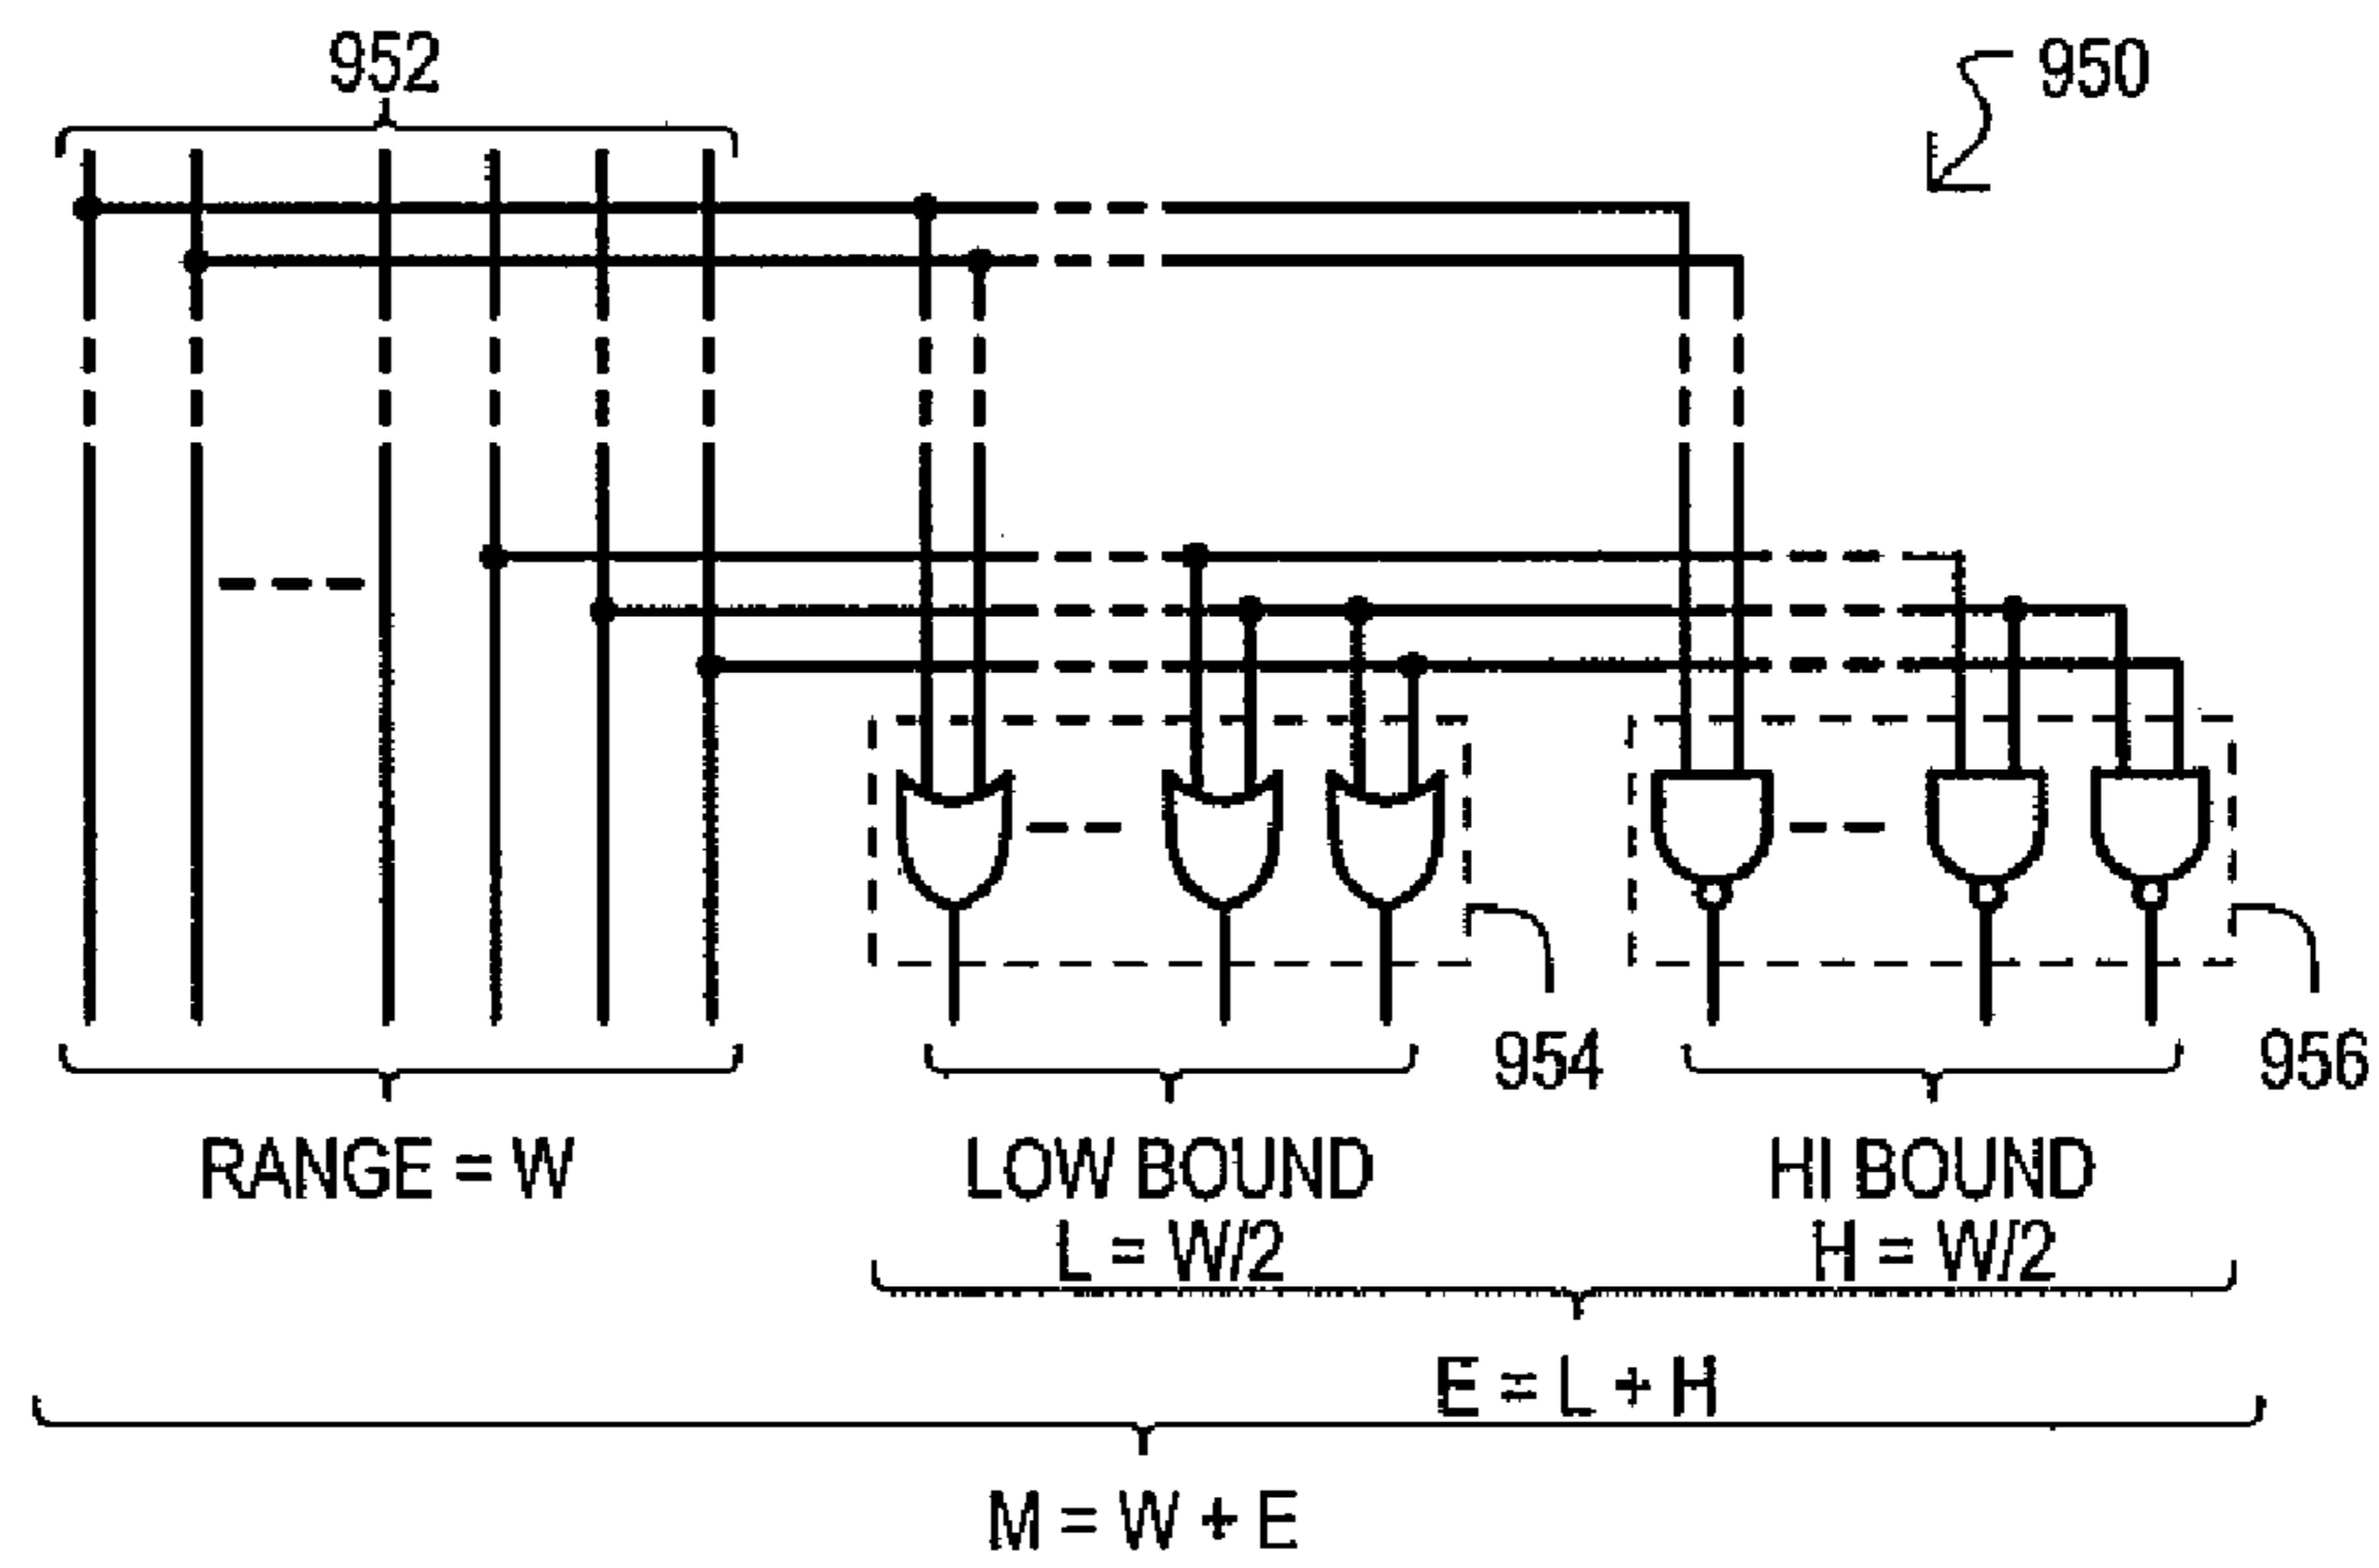 952
950
954
956
RANGE = W
LOW BOUND
L = W/2
HI BOUND
H = W/2
E = L + H
M = W + E